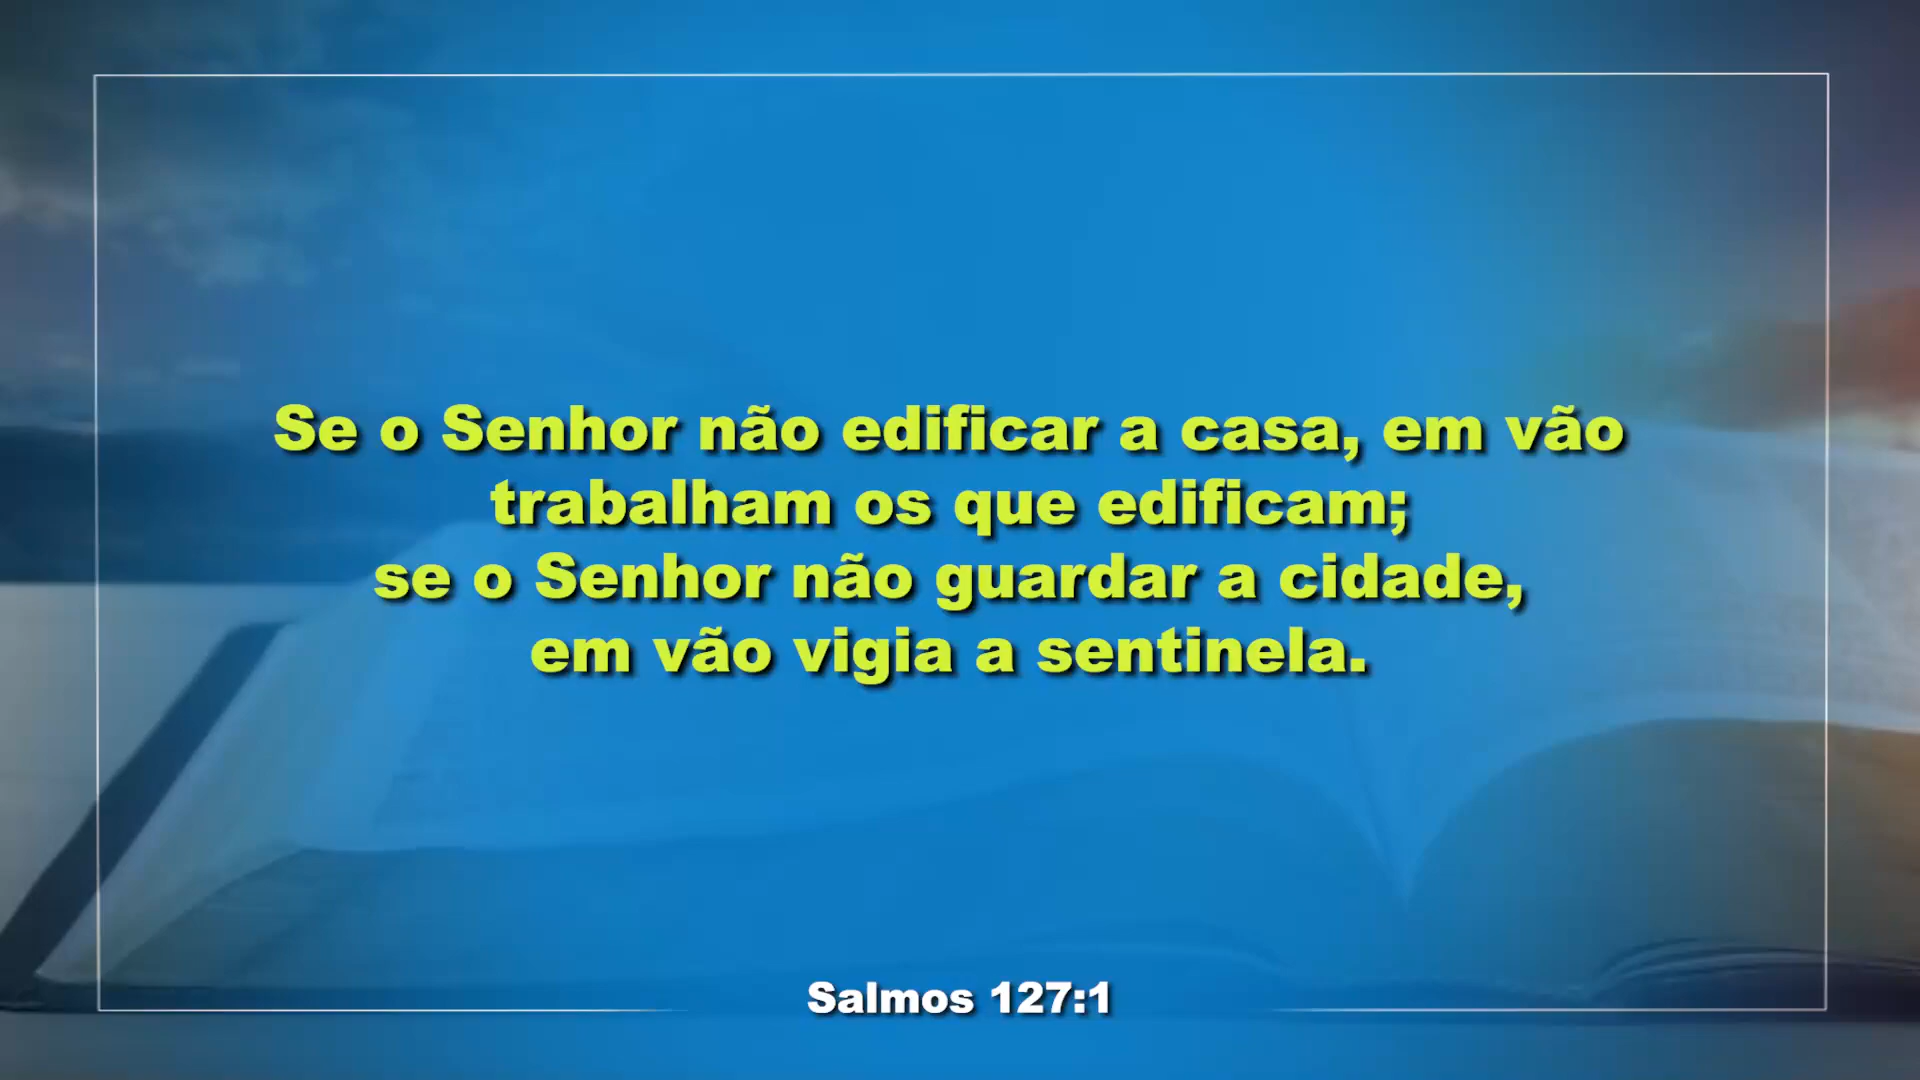 Se o Senhor não edificar a casa, em vão
trabalham os que edificam;
se o Senhor não guardar a cidade,
em vão vigia a sentinela.
Salmos 127:1